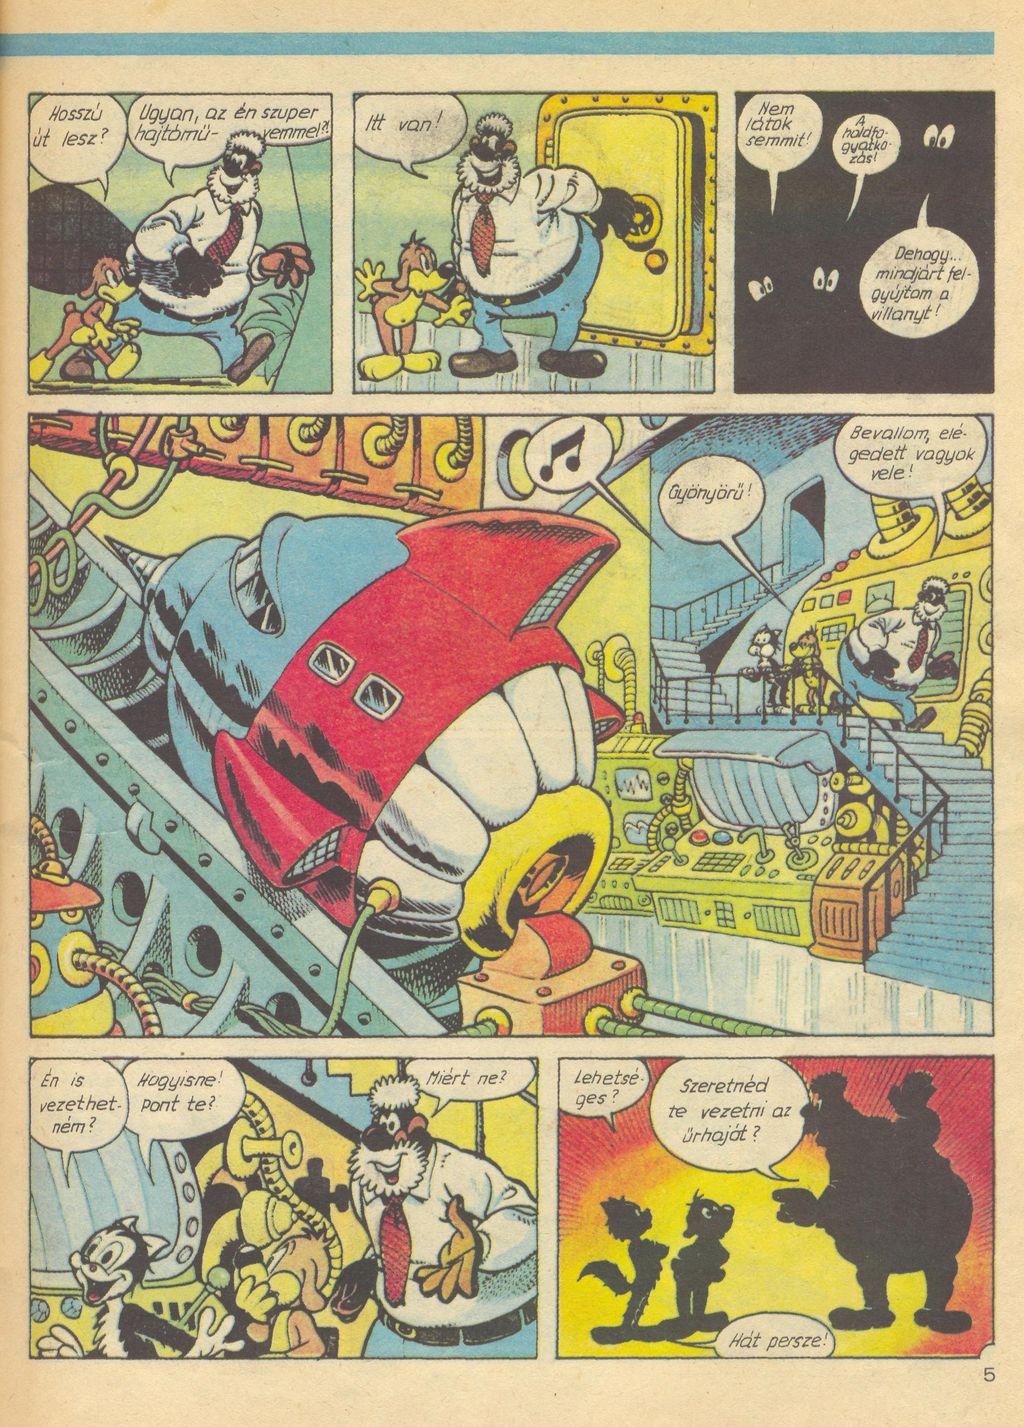 Hosszú
út lesz?
Ugyan, az én szuper
hajtómű-
vemmel?!
Itt van!
Nem
látok
semmit!
A
holdfo-
gyatko-
zás!
Dehogy...
mindjárt fel-
gyújtom a
villanyt!
Gyönyörű!
Bevallom, elé-
gedett vagyok
vele!
Én is
vezethet-
ném?
Hogyisne!
Pont te?
Miért ne?
Lehetsé-
ges?
Szeretnéd
te vezetni az
űrhajót?
Hát persze!
5